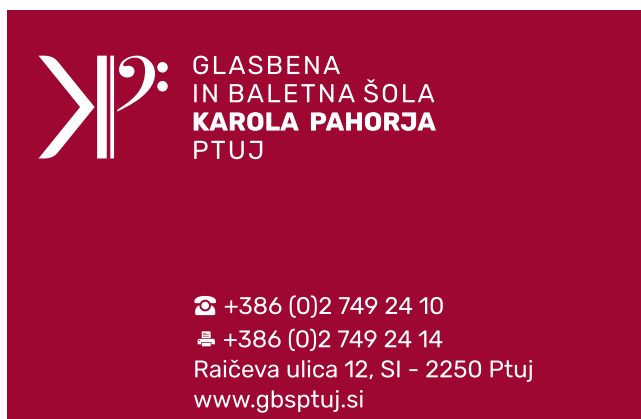 GLASBENA
IN BALETNA ŠOLA
KAROLA PAHORJA
PTUJ
+386 (0)2 749 24 10
+386 (0)2 749 24 14
Raičeva ulica 12, SI - 2250 Ptuj
www.gbsptuj.si